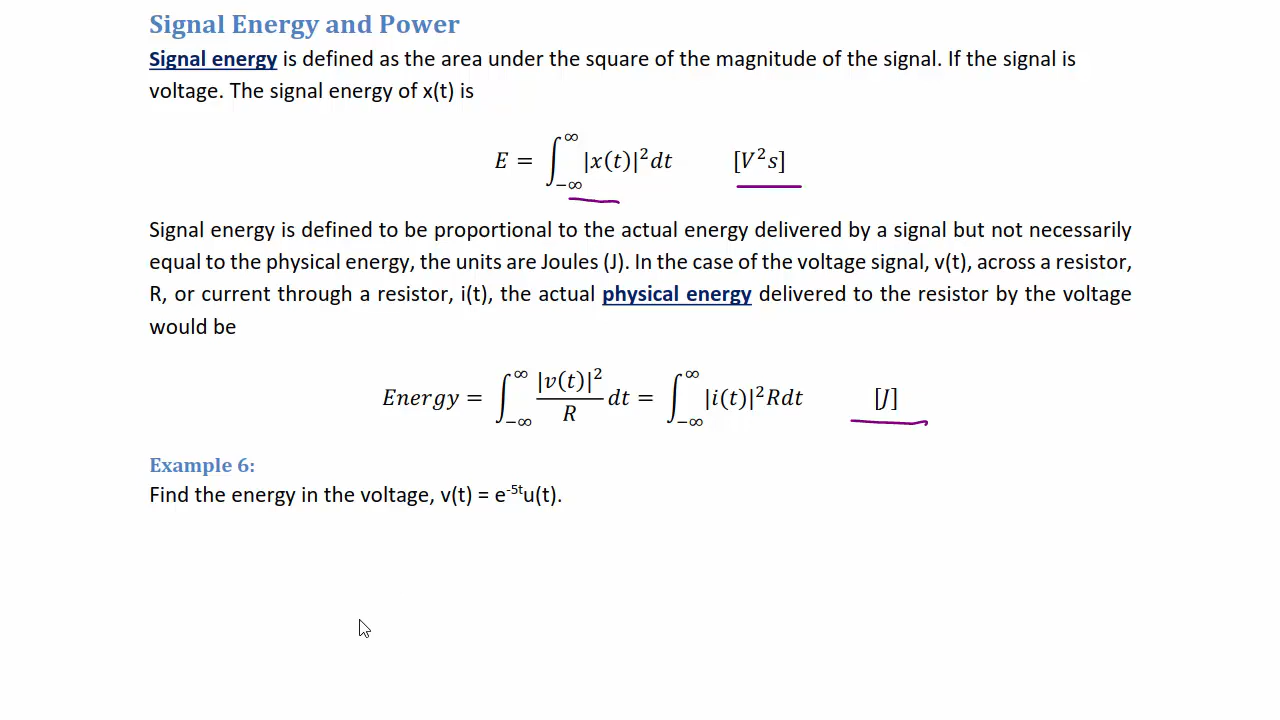 Signal Energy and Power
Signal energy is defined as the area under the square of the magnitude of the signal. If the signal is
voltage. The signal energy of x(t) is
E = ∫_{-∞}^{∞} |x(t)|² dt [V²s]
Signal energy is defined to be proportional to the actual energy delivered by a signal but not necessarily
equal to the physical energy, the units are Joules (J). In the case of the voltage signal, v(t), across a resistor,
R, or current through a resistor, i(t), the actual physical energy delivered to the resistor by the voltage
would be
Energy = ∫_{-∞}^{∞} |v(t)|²/R dt = ∫_{-∞}^{∞} |i(t)|² R dt [J]
Example 6:
Find the energy in the voltage, v(t) = e^{-5t}u(t).